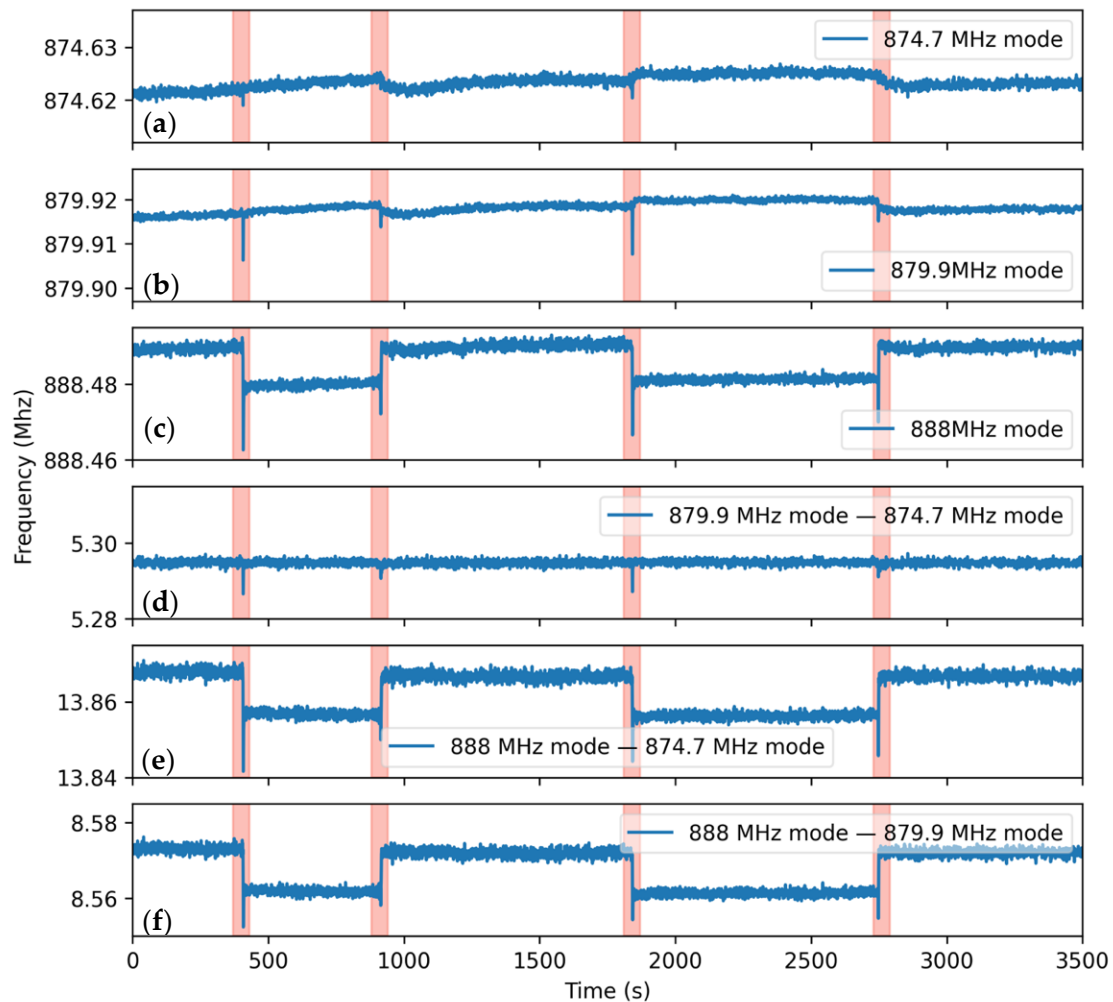 874.63
874.62
874.7 MHz mode
(a)
879.92
879.91
879.90
879.9MHz mode
(b)
888.48
888.46
888MHz mode
(c)
Frequency (Mhz)
5.30
5.28
879.9 MHz mode — 874.7 MHz mode
(d)
13.86
13.84
888 MHz mode — 874.7 MHz mode
(e)
8.58
8.56
888 MHz mode — 879.9 MHz mode
(f)
0 500 1000 1500 2000 2500 3000 3500
Time (s)